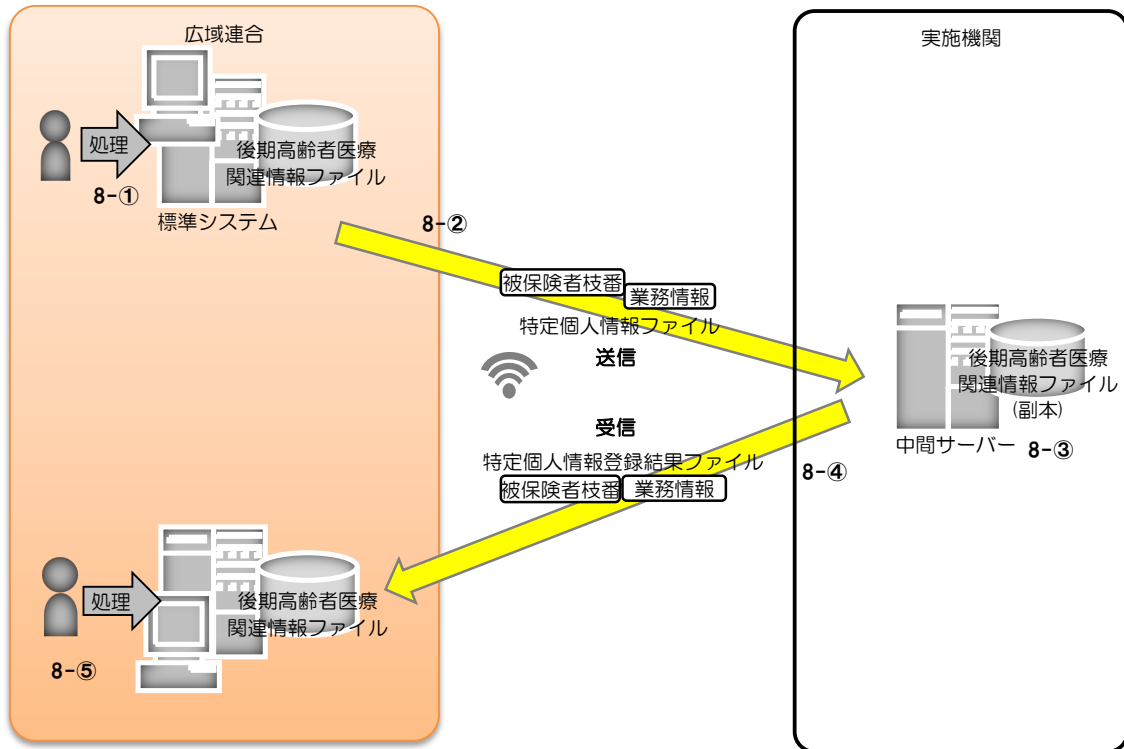 広域連合
実施機関
処理
8-①
後期高齢者医療
関連情報ファイル
標準システム
8-②
被保険者枝番
業務情報
特定個人情報ファイル
送信
後期高齢者医療
関連情報ファイル
(副本)
中間サーバー
8-③
受信
特定個人情報登録結果ファイル
被保険者枝番
業務情報
8-④
処理
後期高齢者医療
関連情報ファイル
8-⑤